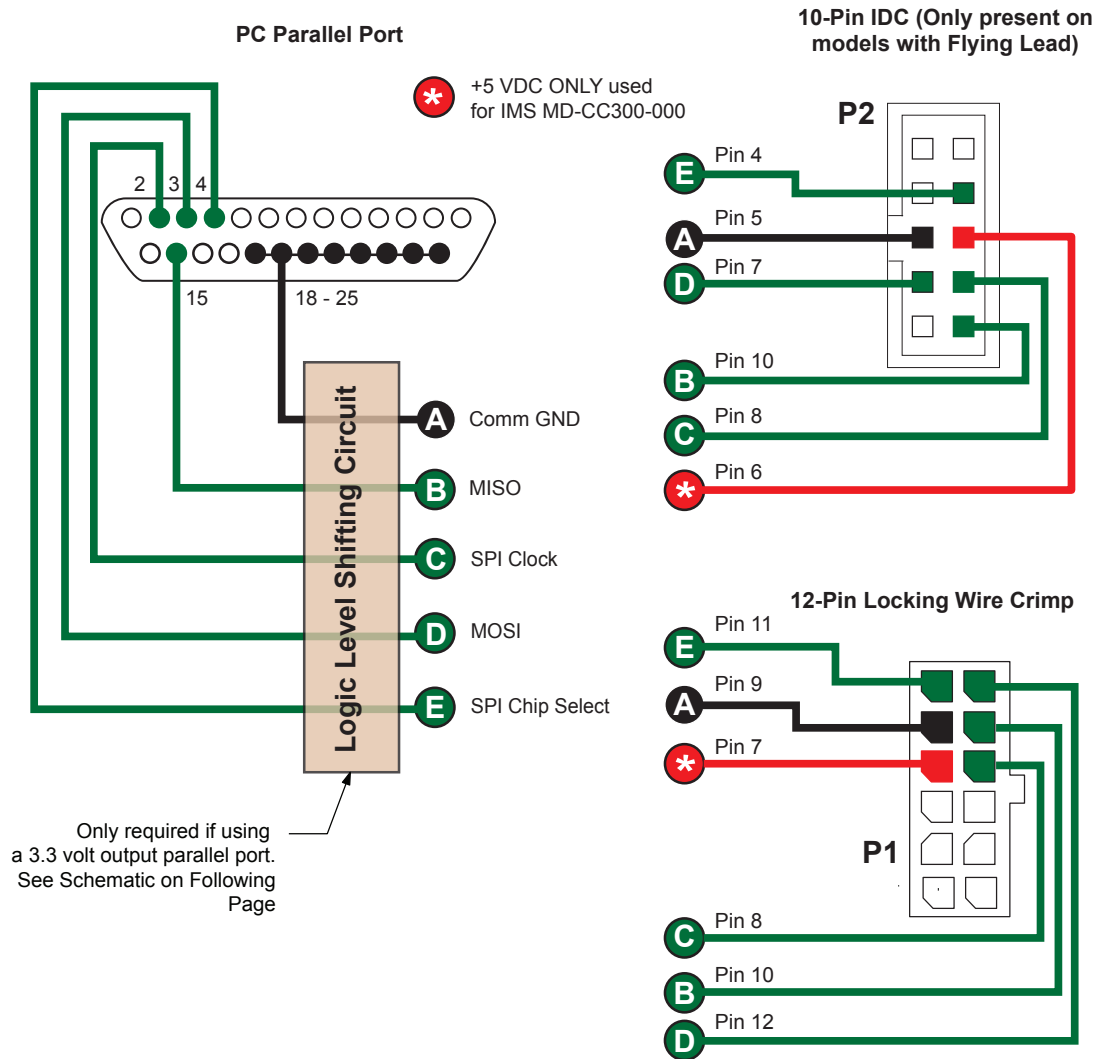 PC Parallel Port
*
+5 VDC ONLY used
for IMS MD-CC300-000
2 3 4
15
18 - 25
Logic Level Shifting Circuit
A Comm GND
B MISO
C SPI Clock
D MOSI
E SPI Chip Select
Only required if using
a 3.3 volt output parallel port.
See Schematic on Following
Page
10-Pin IDC (Only present on
models with Flying Lead)
P2
E Pin 4
A Pin 5
D Pin 7
B Pin 10
C Pin 8
* Pin 6
12-Pin Locking Wire Crimp
E Pin 11
A Pin 9
* Pin 7
P1
C Pin 8
B Pin 10
D Pin 12